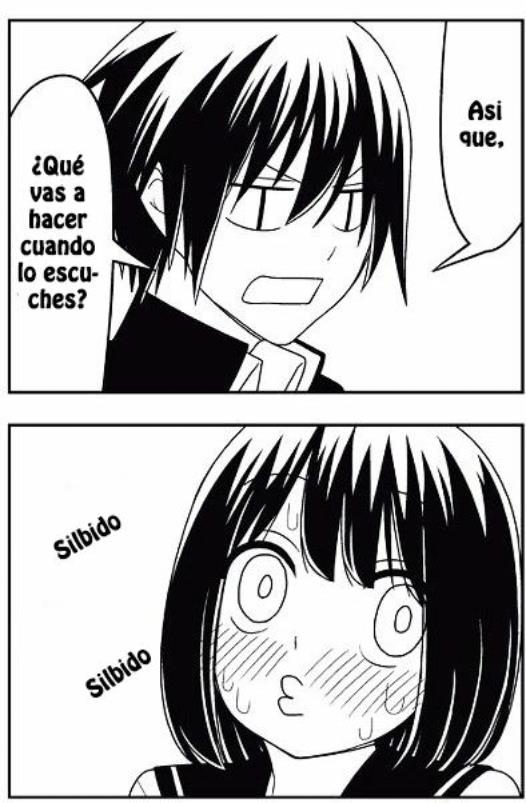 Asi
que,
¿Qué
vas a
hacer
cuando
lo escu-
ches?
Silbido
Silbido